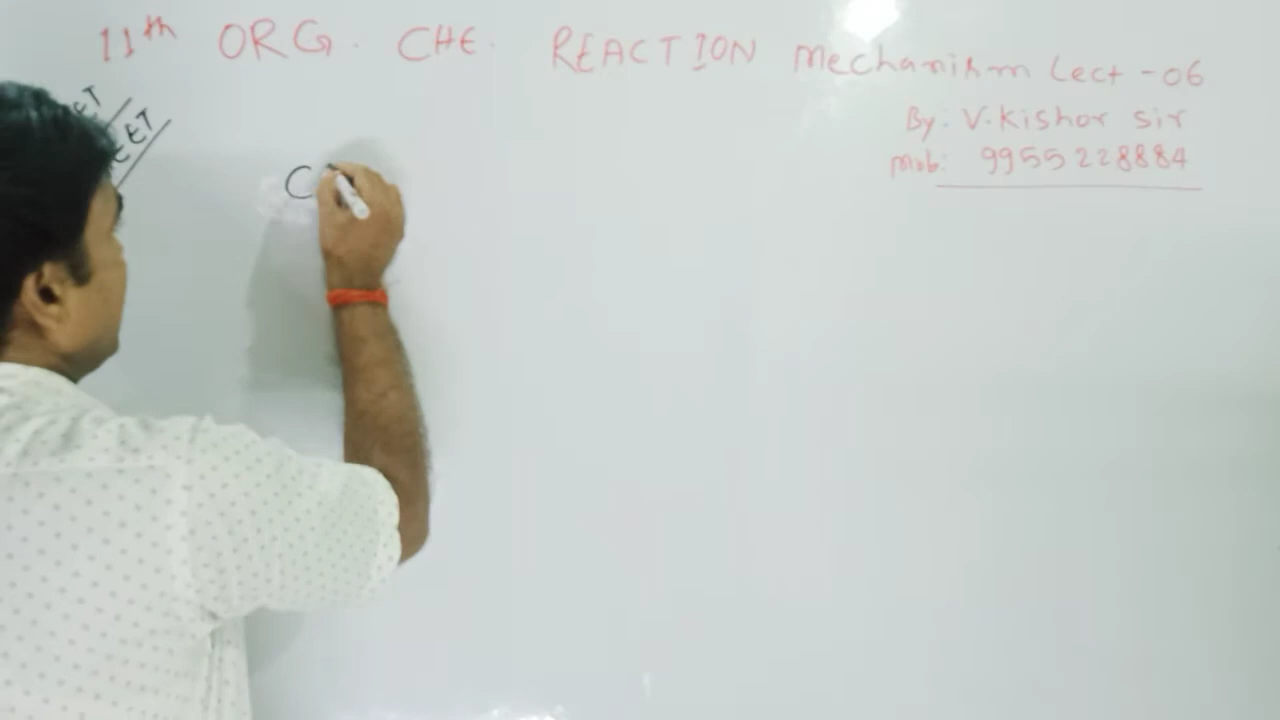 11th ORG. CHE. REACTION Mechanism Lect-06
By: V.Kishor Sir
Mob: 9955228884
C